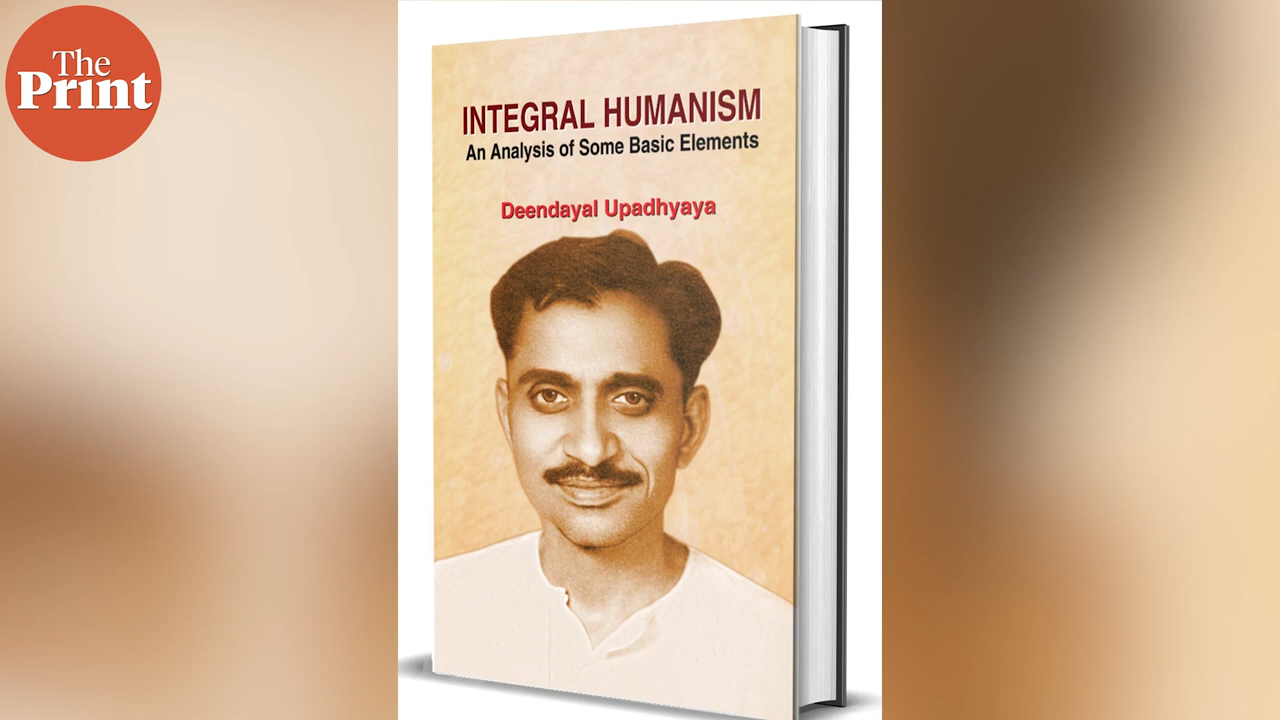 The
Print
INTEGRAL HUMANISM
An Analysis of Some Basic Elements
Deendayal Upadhyaya